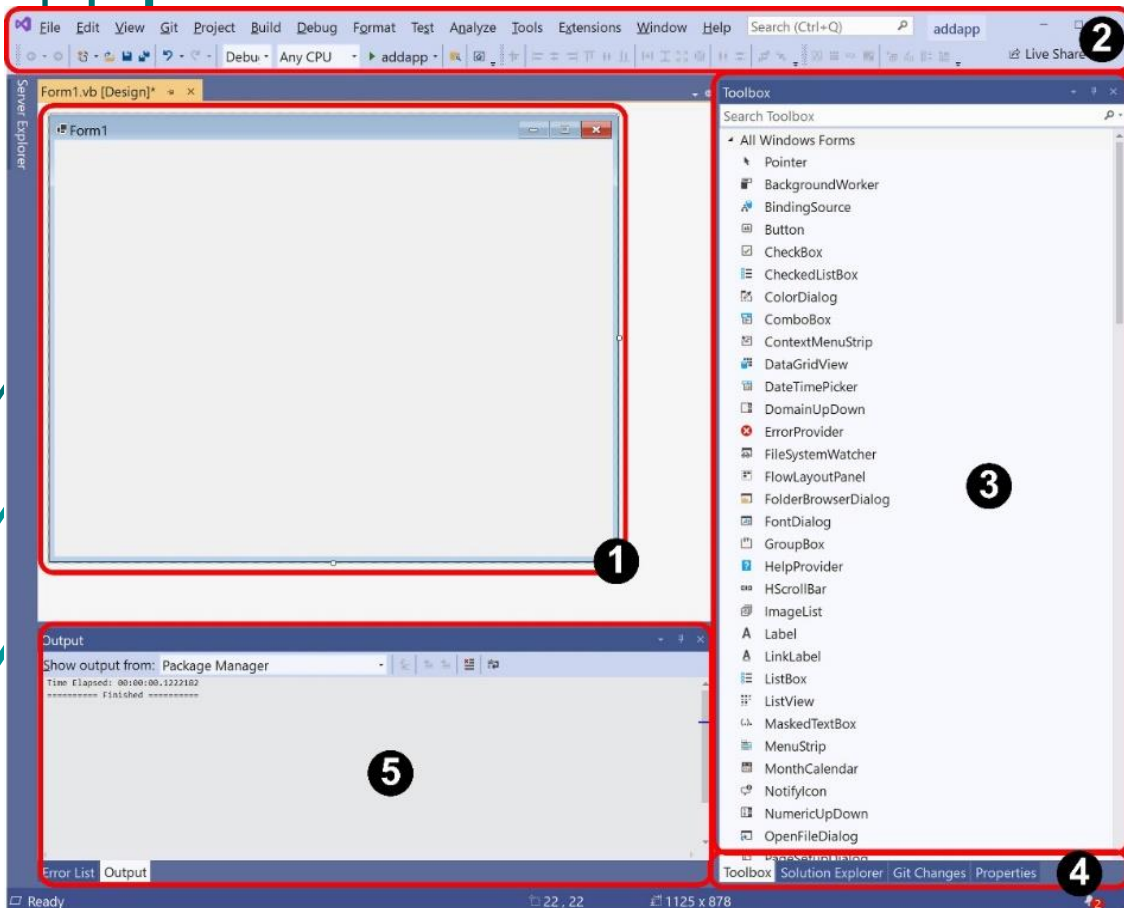 File Edit View Git Project Build Debug Format Test Analyze Tools Extensions Window Help Search (Ctrl+Q) addapp
Debu Any CPU addapp Live Share
2
Server Explorer
Form1.vb [Design]*
Form1
1
Toolbox
Search Toolbox
All Windows Forms
Pointer
BackgroundWorker
BindingSource
Button
CheckBox
CheckedListBox
ColorDialog
ComboBox
ContextMenuStrip
DataGridView
DateTimePicker
DomainUpDown
ErrorProvider
FileSystemWatcher
FlowLayoutPanel
FolderBrowserDialog
FontDialog
GroupBox
HelpProvider
HScrollBar
ImageList
Label
LinkLabel
ListBox
ListView
MaskedTextBox
MenuStrip
MonthCalendar
NotifyIcon
NumericUpDown
OpenFileDialog
PageSetupDialog
3
Toolbox Solution Explorer Git Changes Properties
4
Output
Show output from: Package Manager
Time Elapsed: 00:00:00.1222182
========== Finished ==========
5
Error List Output
Ready 22 , 22 1125 x 878 2